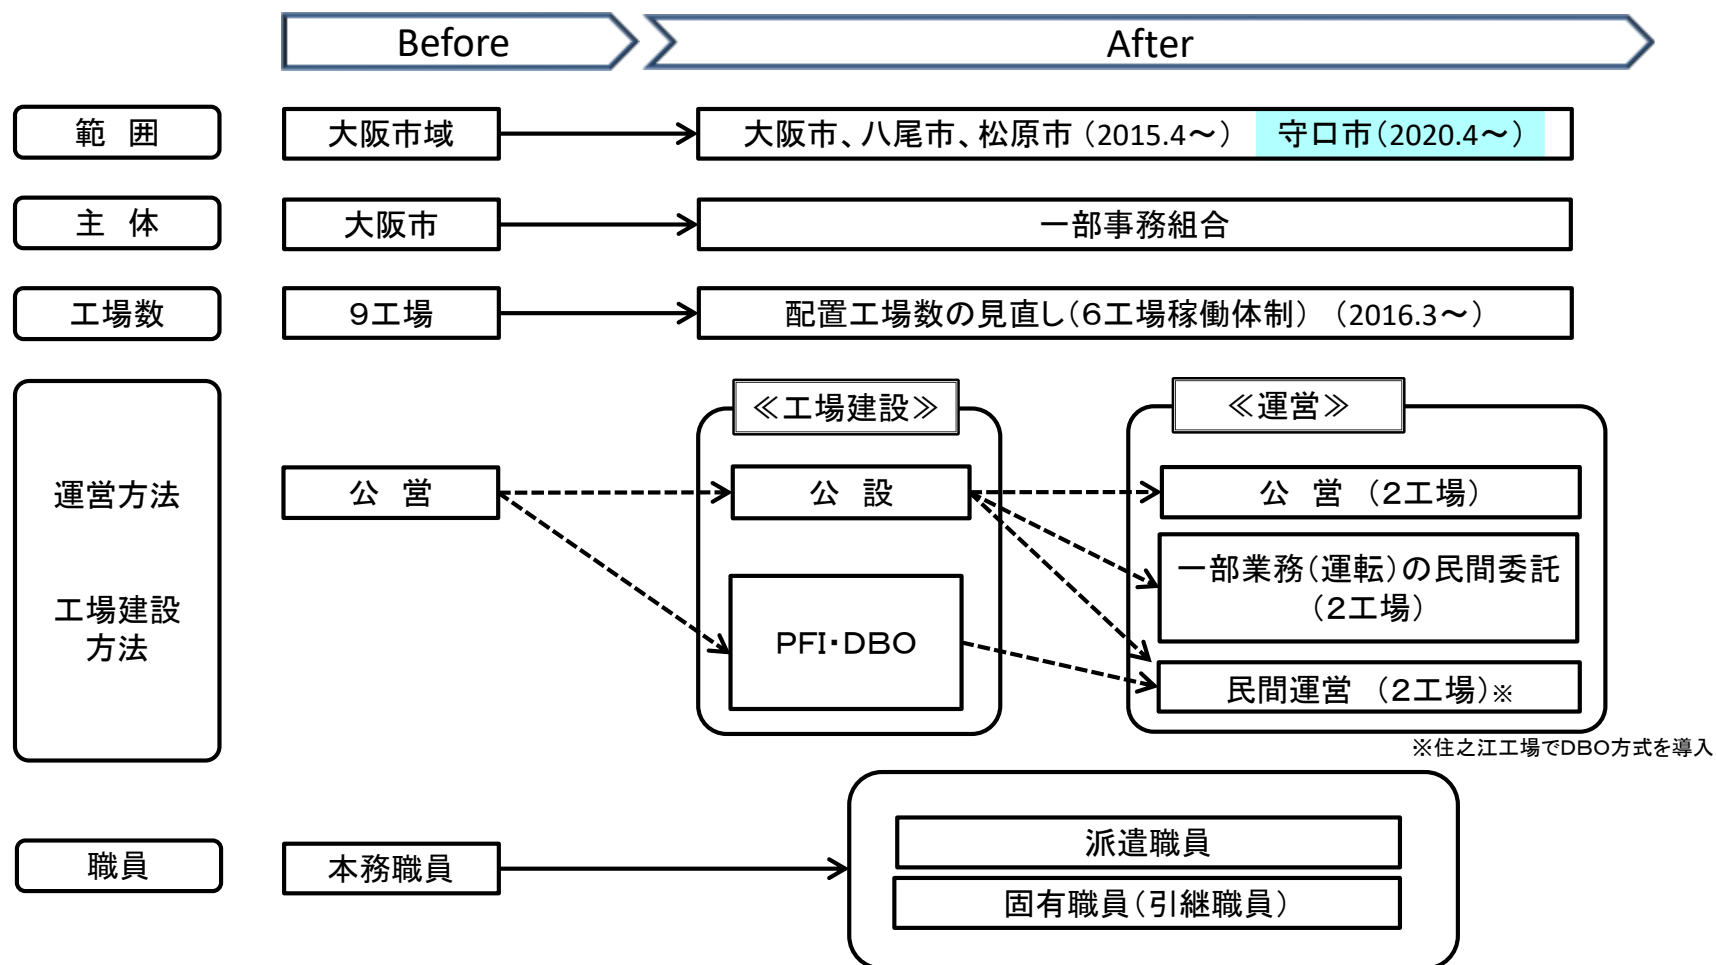 Before
After
範 囲
大阪市域
大阪市、八尾市、松原市（2015.4～） 守口市（2020.4～）
主 体
大阪市
一部事務組合
工場数
９工場
配置工場数の見直し（６工場稼働体制）（2016.3～）
≪工場建設≫
≪運営≫
運営方法
工場建設
方法
公 営
公 設
公 営 （２工場）
一部業務（運転）の民間委託
（２工場）
PFI・DBO
民間運営 （２工場）※
※住之江工場でDBO方式を導入
職員
本務職員
派遣職員
固有職員（引継職員）